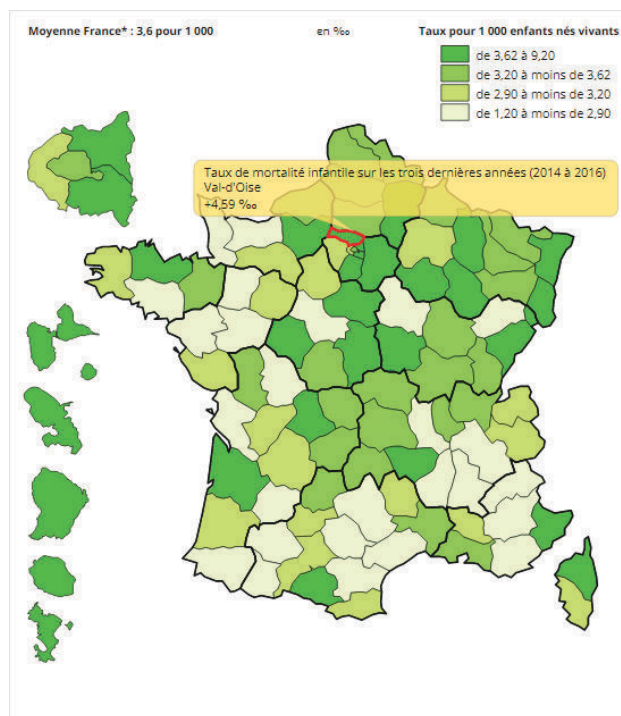 Moyenne France* : 3,6 pour 1 000
en ‰
Taux pour 1 000 enfants nés vivants
de 3,62 à 9,20
de 3,20 à moins de 3,62
de 2,90 à moins de 3,20
de 1,20 à moins de 2,90
Taux de mortalité infantile sur les trois dernières années (2014 à 2016)
Val-d'Oise
+4,59 ‰